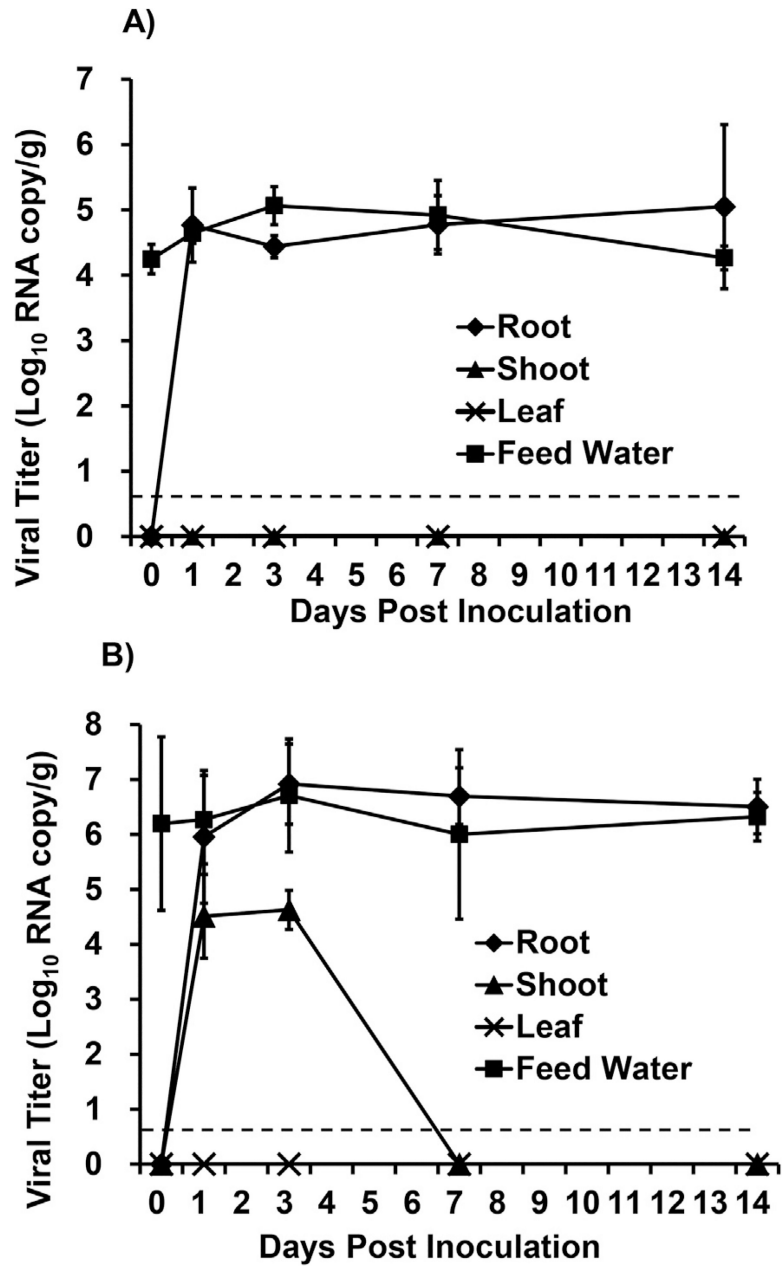 A)
Viral Titer (Log10 RNA copy/g)
7
6
5
4
3
2
1
0
Root
Shoot
Leaf
Feed Water
0 1 2 3 4 5 6 7 8 9 10 11 12 13 14
Days Post Inoculation
B)
Viral Titer (Log10 RNA copy/g)
8
7
6
5
4
3
2
1
0
Root
Shoot
Leaf
Feed Water
0 1 2 3 4 5 6 7 8 9 10 11 12 13 14
Days Post Inoculation